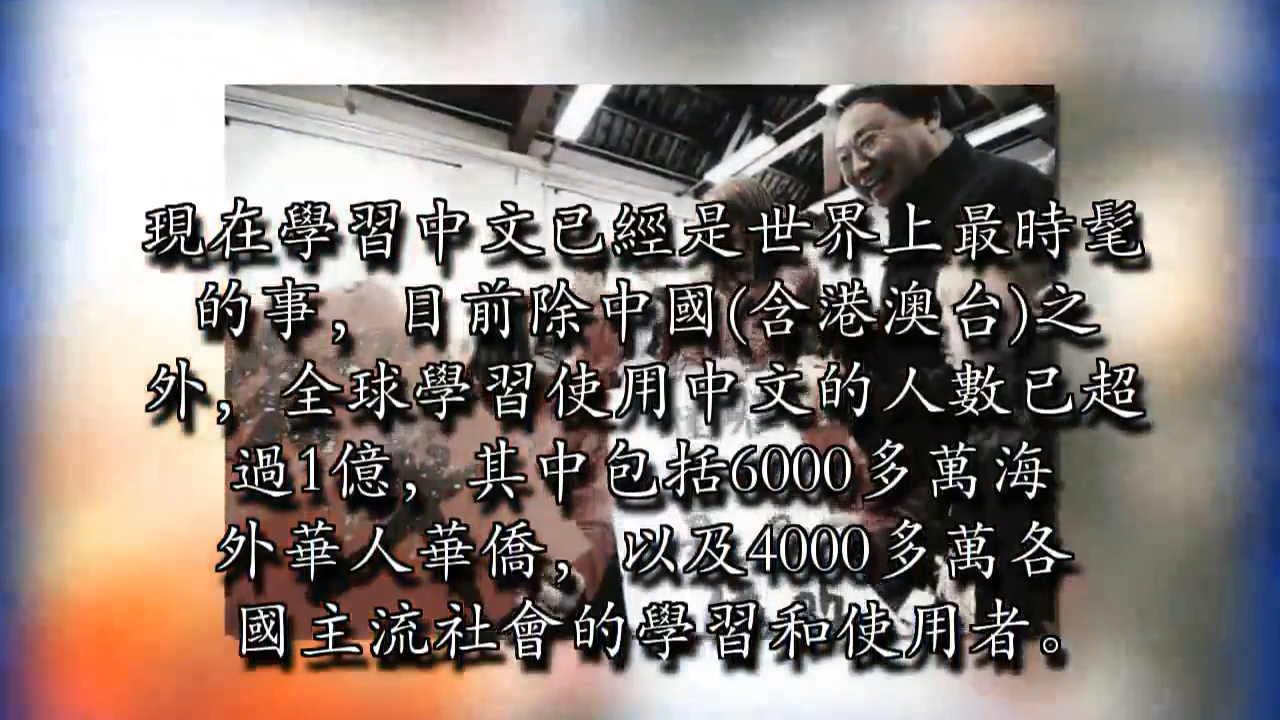 現在學習中文已經是世界上最時髦
的事，目前除中國(含港澳台)之
外，全球學習使用中文的人數已超
過1億，其中包括6000多萬海
外華人華僑，以及4000多萬各
國主流社會的學習和使用者。